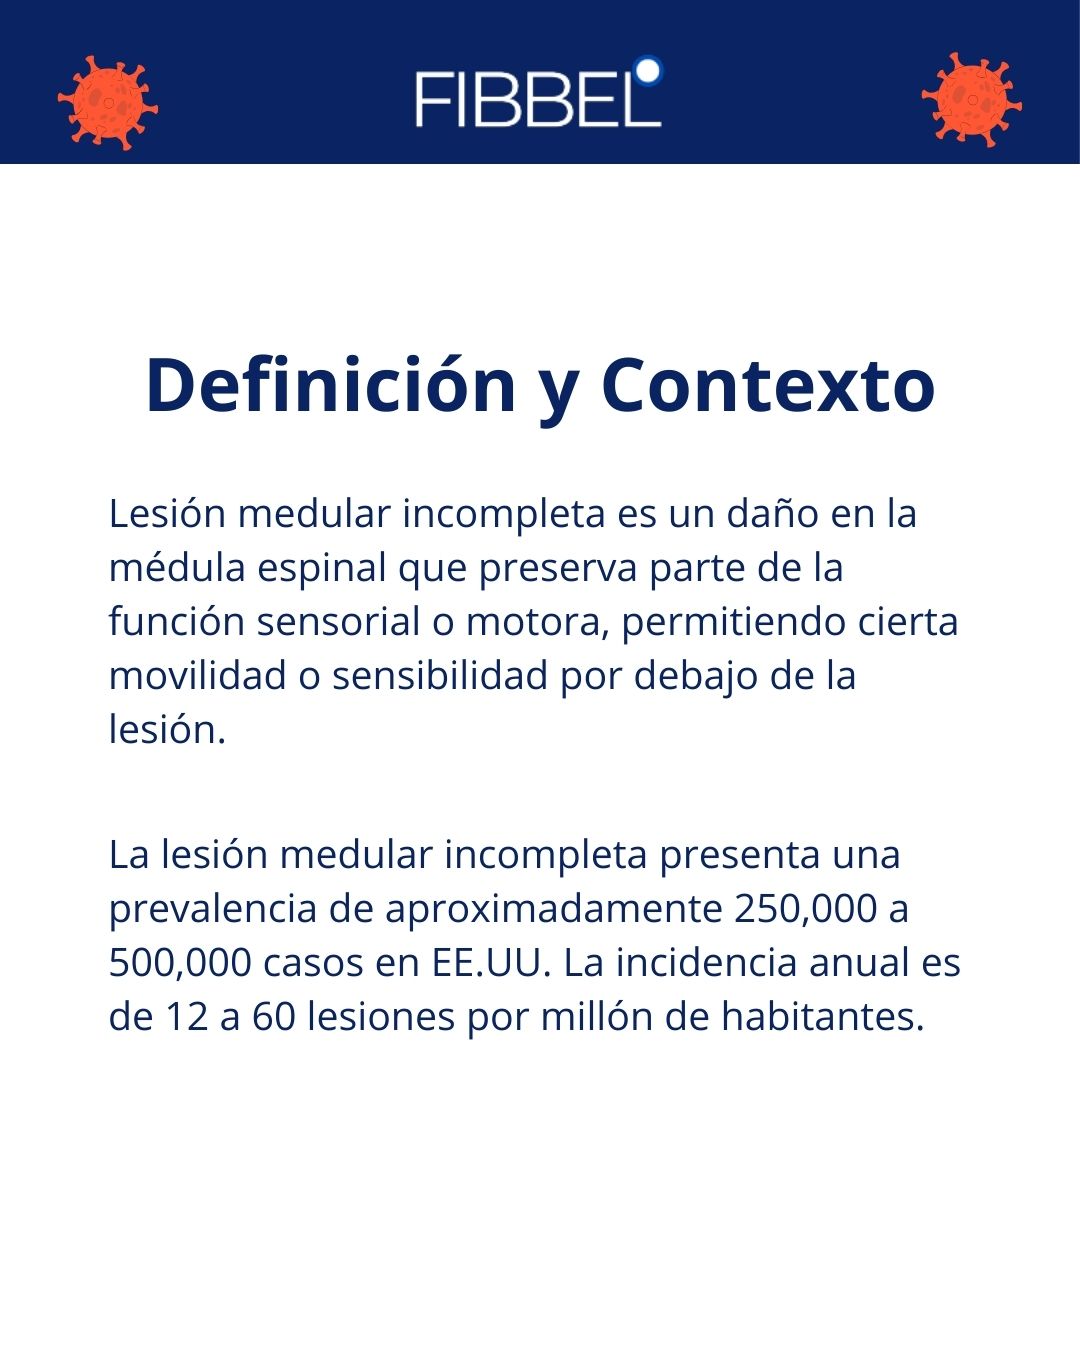 FIBBEL
Definición y Contexto
Lesión medular incompleta es un daño en la
médula espinal que preserva parte de la
función sensorial o motora, permitiendo cierta
movilidad o sensibilidad por debajo de la
lesión.
La lesión medular incompleta presenta una
prevalencia de aproximadamente 250,000 a
500,000 casos en EE.UU. La incidencia anual es
de 12 a 60 lesiones por millón de habitantes.